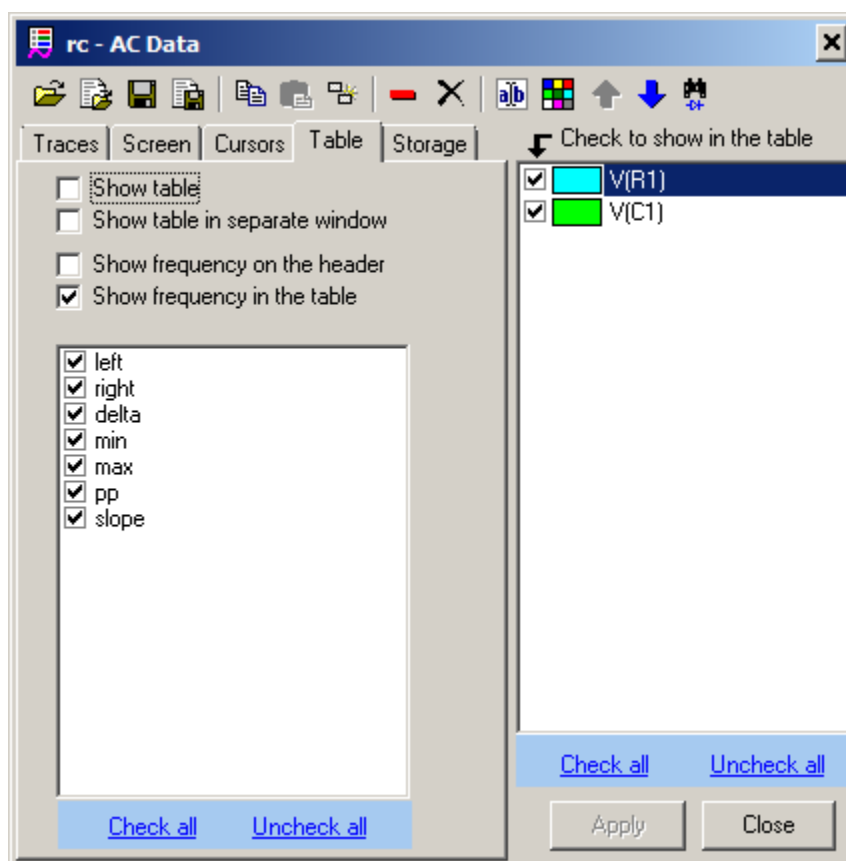 rc - AC Data
Traces Screen Cursors Table Storage
Check to show in the table
Show table
Show table in separate window
Show frequency on the header
Show frequency in the table
left
right
delta
min
max
pp
slope
Check all Uncheck all
V(R1)
V(C1)
Check all Uncheck all
Apply Close